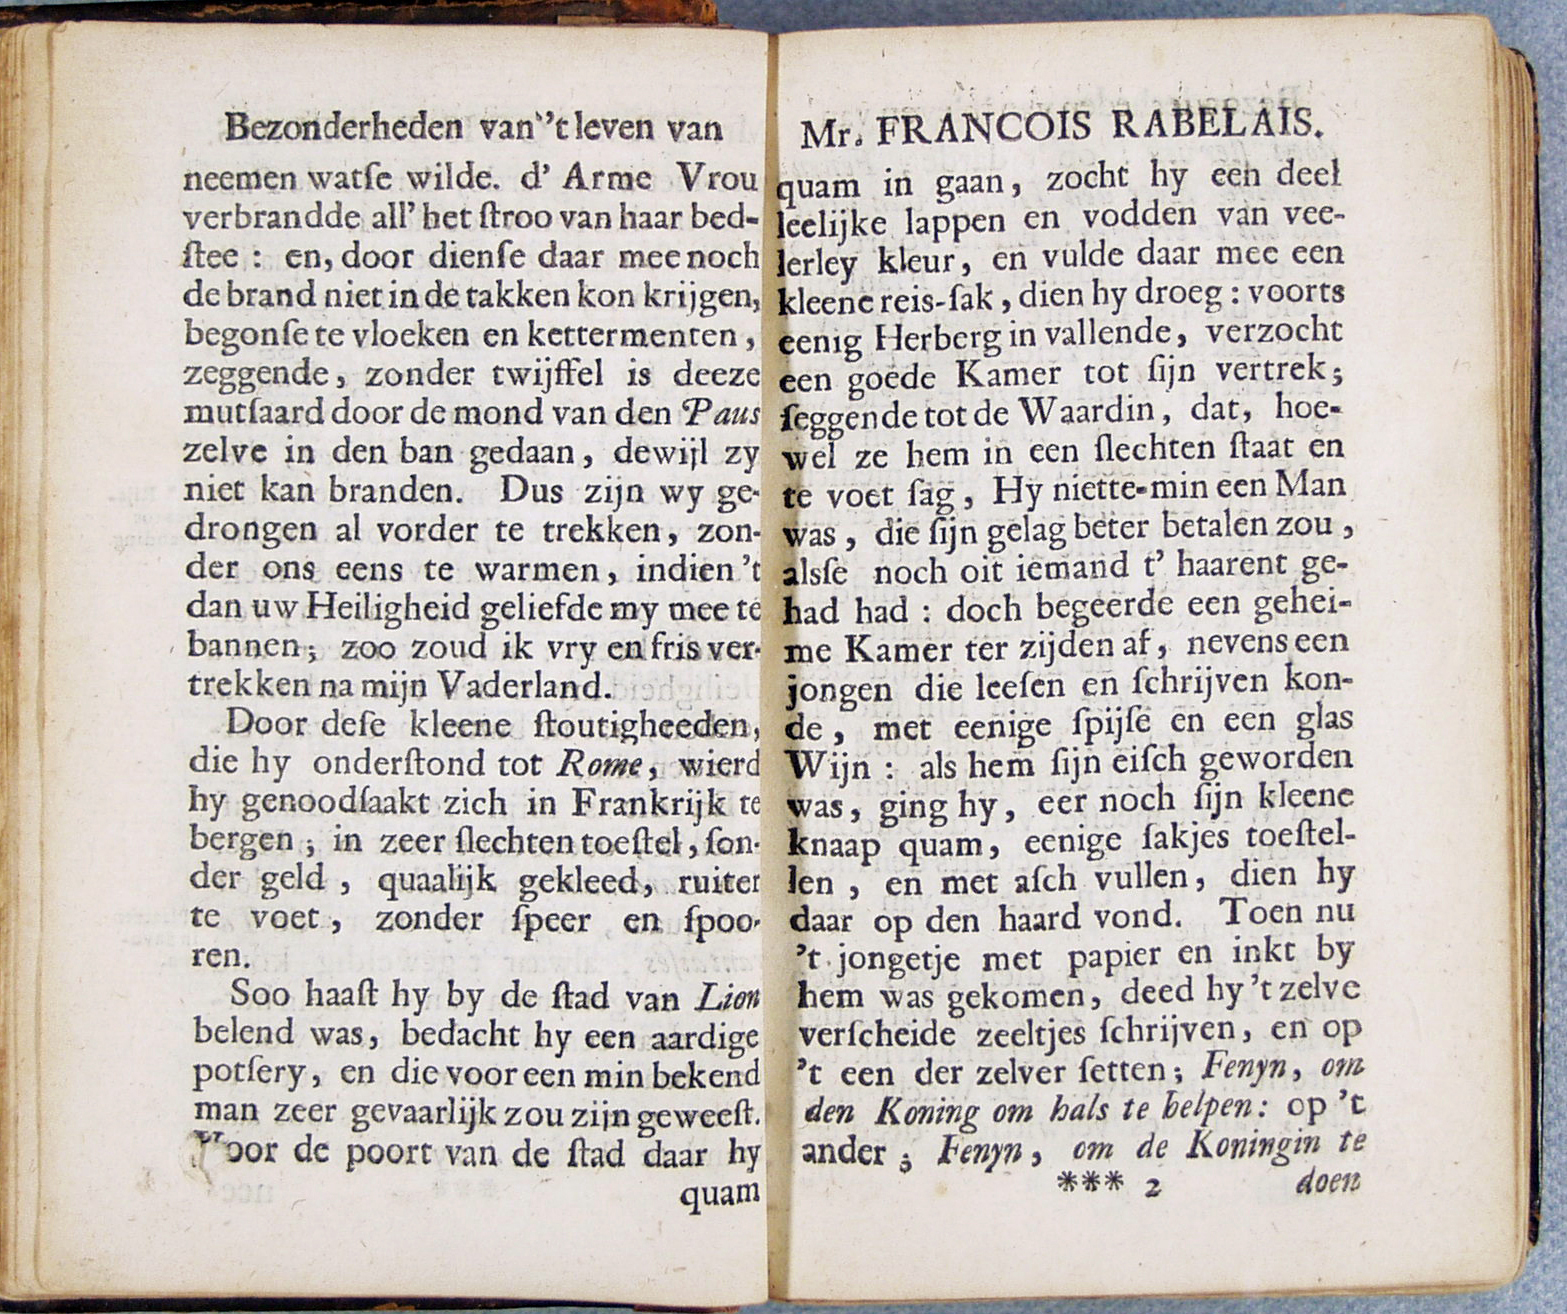 Bezonderheden van 't leven van
neemen watſe wilde. d' Arme Vrou
verbrandde all' het ſtroo van haar bed-
ſtee : en, door dienſe daar mee noch
de brand niet in de takken kon krijgen,
begonſe te vloeken en kettermenten ,
zeggende, zonder twijffel is deeze
mutſaard door de mond van den Paus
zelve in den ban gedaan, dewijl zy
niet kan branden. Dus zijn wy ge-
drongen al vorder te trekken, zon-
der ons eens te warmen, indien 't
dan uw Heiligheid geliefde my mee te
bannen; zoo zoud ik vry en fris ver-
trekken na mijn Vaderland.
Door deſe kleene ſtoutigheeden,
die hy onderſtond tot Rome, wierd
hy genoodſaakt zich in Frankrijk te
bergen ; in zeer ſlechten toeſtel, ſon-
der geld , quaalijk gekleed, ruiter
te voet , zonder ſpeer en ſpoo-
ren.
Soo haaſt hy by de ſtad van Lion
belend was, bedacht hy een aardige
potſery, en die voor een min bekend
man zeer gevaarlijk zou zijn geweeſt.
Voor de poort van de ſtad daar hy
quam
Mr. FRANCOIS RABELAIS.
quam in gaan, zocht hy een deel
leelijke lappen en vodden van vee-
lerley kleur, en vulde daar mee een
kleene reis-ſak , dien hy droeg : voorts
eenig Herberg in vallende, verzocht
een goede Kamer tot ſijn vertrek;
ſeggende tot de Waardin, dat, hoe-
wel ze hem in een ſlechten ſtaat en
te voet ſag , Hy niette-min een Man
was , die ſijn gelag beter betalen zou ,
alsſe noch oit iemand t' haarent ge-
had had : doch begeerde een gehei-
me Kamer ter zijden af, nevens een
jongen die leeſen en ſchrijven kon-
de , met eenige ſpijſe en een glas
Wijn : als hem ſijn eiſch geworden
was, ging hy, eer noch ſijn kleene
knaap quam, eenige ſakjes toeſtel-
len , en met aſch vullen, dien hy
daar op den haard vond. Toen nu
't jongetje met papier en inkt by
hem was gekomen, deed hy 't zelve
verſcheide zeeltjes ſchrijven, en op
't een der zelver ſetten; Fenyn, om
den Koning om hals te helpen: op 't
ander ; Fenyn, om de Koningin te
*** 2 doen